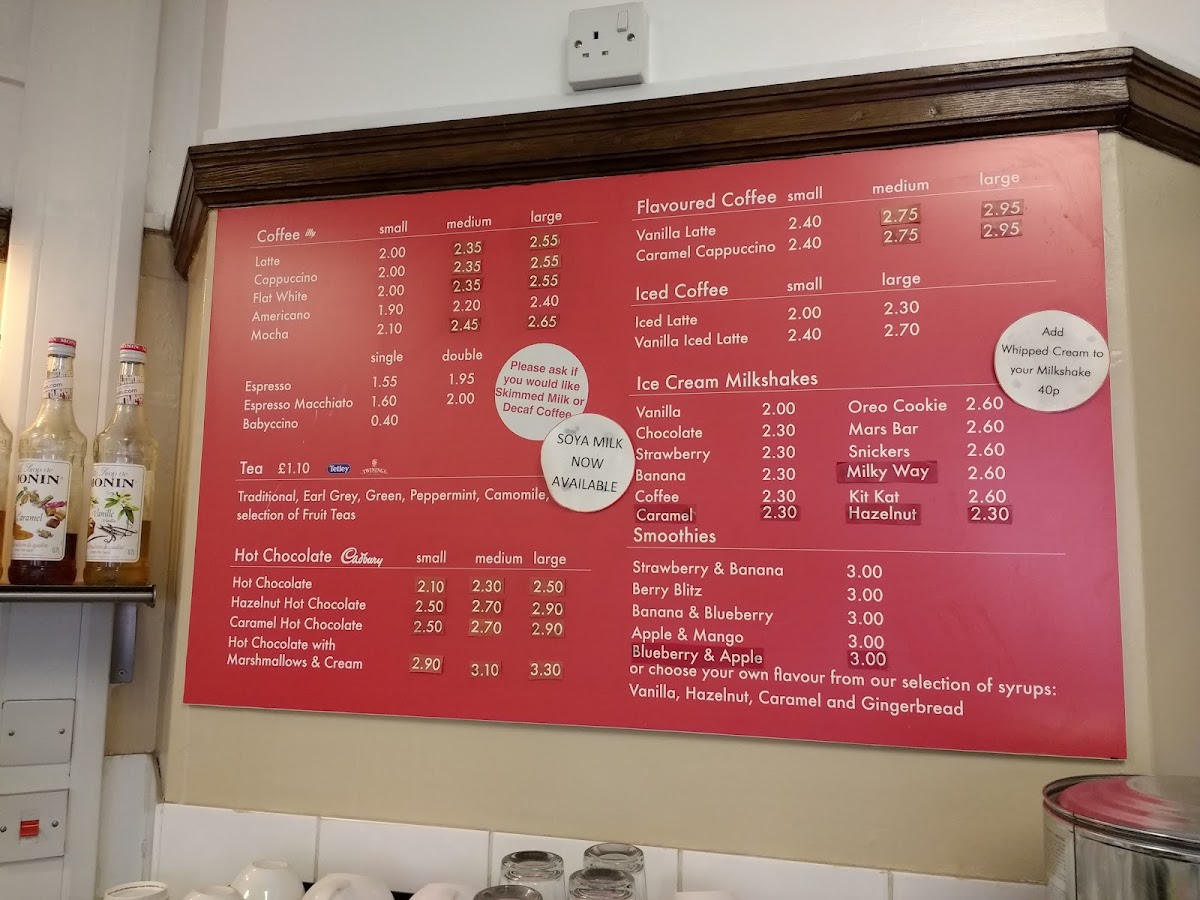 Coffee illy small medium large
Latte 2.00 2.35 2.55
Cappuccino 2.00 2.35 2.55
Flat White 2.00 2.35 2.55
Americano 1.90 2.20 2.40
Mocha 2.10 2.45 2.65
single double
Espresso 1.55 1.95
Espresso Macchiato 1.60 2.00
Babyccino 0.40
Please ask if
you would like
Skimmed Milk or
Decaf Coffee
SOYA MILK
NOW
AVAILABLE
Tea £1.10 Tetley TWININGS
Traditional, Earl Grey, Green, Peppermint, Camomile,
selection of Fruit Teas
Hot Chocolate Cadbury small medium large
Hot Chocolate 2.10 2.30 2.50
Hazelnut Hot Chocolate 2.50 2.70 2.90
Caramel Hot Chocolate 2.50 2.70 2.90
Hot Chocolate with
Marshmallows & Cream 2.90 3.10 3.30
Flavoured Coffee small medium large
Vanilla Latte 2.40 2.75 2.95
Caramel Cappuccino 2.40 2.75 2.95
Iced Coffee small large
Iced Latte 2.00 2.30
Vanilla Iced Latte 2.40 2.70
Add
Whipped Cream to
your Milkshake
40p
Ice Cream Milkshakes
Vanilla 2.00 Oreo Cookie 2.60
Chocolate 2.30 Mars Bar 2.60
Strawberry 2.30 Snickers 2.60
Banana 2.30 Milky Way 2.60
Coffee 2.30 Kit Kat 2.60
Caramel 2.30 Hazelnut 2.30
Smoothies
Strawberry & Banana 3.00
Berry Blitz 3.00
Banana & Blueberry 3.00
Apple & Mango 3.00
Blueberry & Apple 3.00
or choose your own flavour from our selection of syrups:
Vanilla, Hazelnut, Caramel and Gingerbread
MONIN
Caramel
MONIN
Vanille